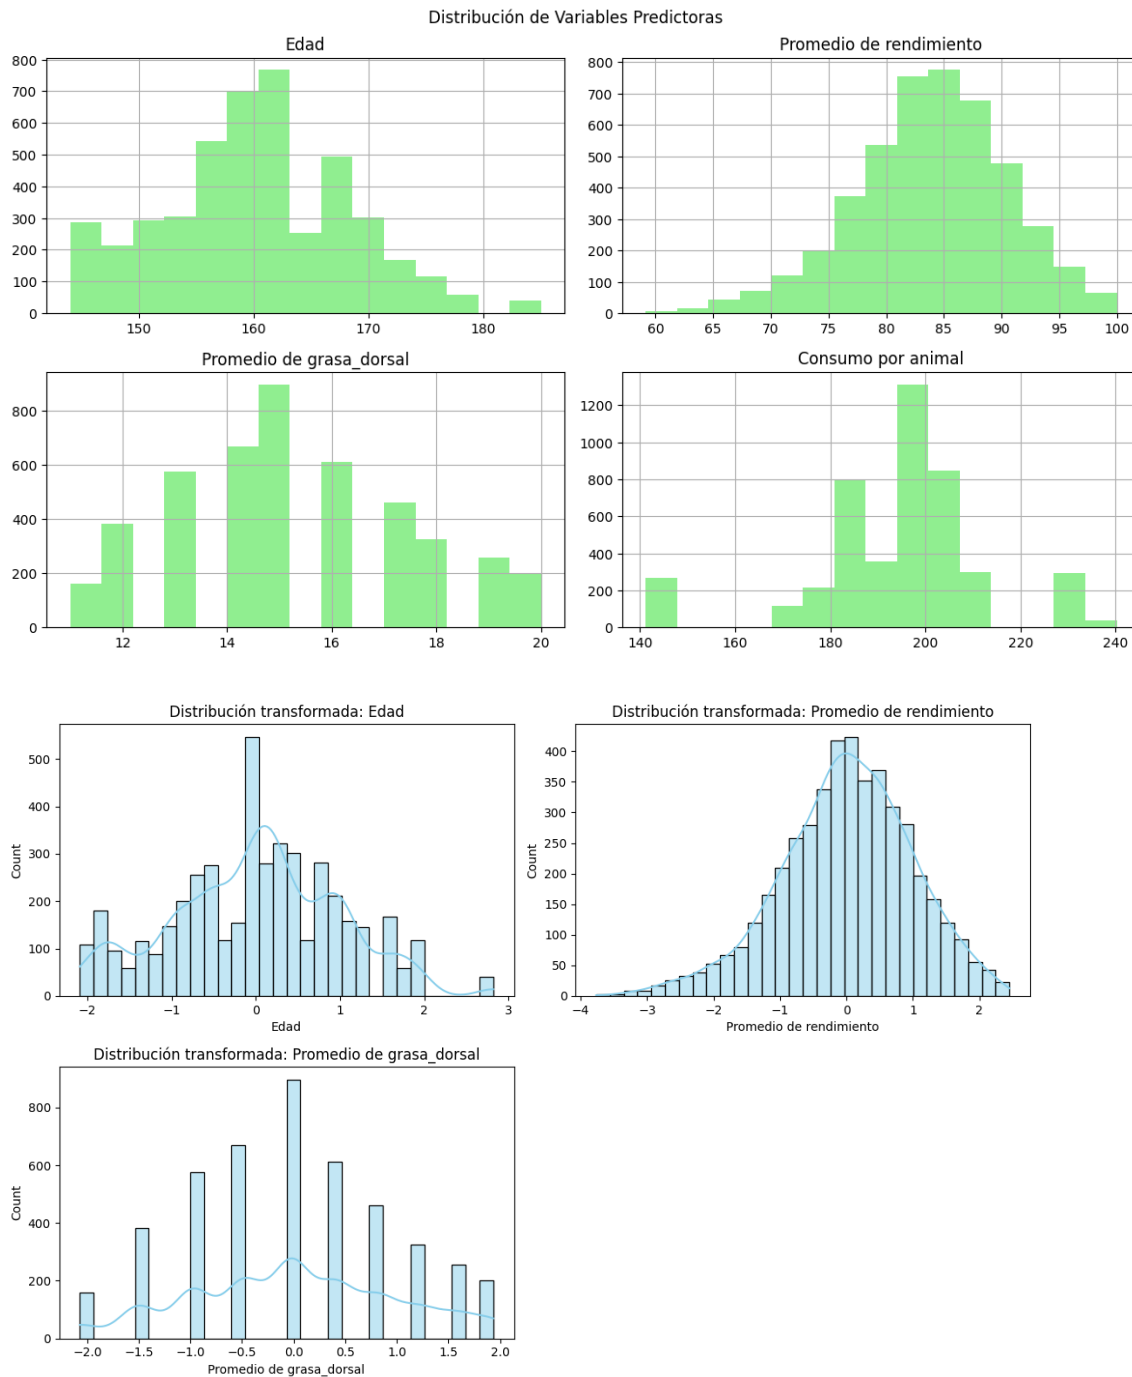 Distribución de Variables Predictoras
Edad
800
700
600
500
400
300
200
100
0
150 160 170 180
Promedio de rendimiento
800
700
600
500
400
300
200
100
0
60 65 70 75 80 85 90 95 100
Promedio de grasa_dorsal
800
600
400
200
0
12 14 16 18 20
Consumo por animal
1200
1000
800
600
400
200
0
140 160 180 200 220 240
Distribución transformada: Edad
Count
500
400
300
200
100
0
−2 −1 0 1 2 3
Edad
Distribución transformada: Promedio de rendimiento
Count
400
350
300
250
200
150
100
50
0
−4 −3 −2 −1 0 1 2
Promedio de rendimiento
Distribución transformada: Promedio de grasa_dorsal
Count
800
600
400
200
0
−2.0 −1.5 −1.0 −0.5 0.0 0.5 1.0 1.5 2.0
Promedio de grasa_dorsal